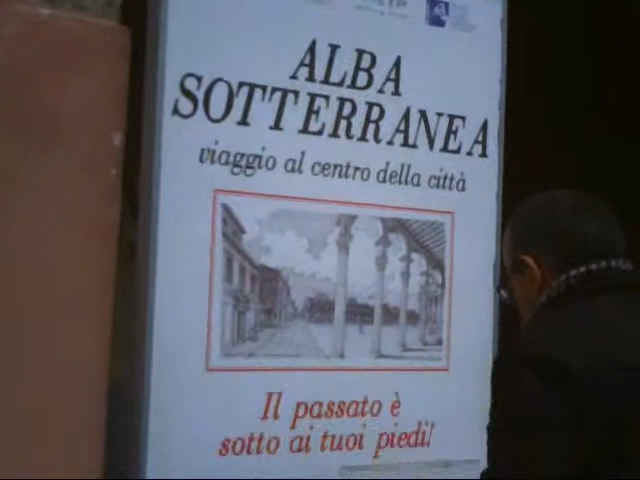 ALBA
SOTTERRANEA
viaggio al centro della città
Il passato è
sotto ai tuoi piedi!